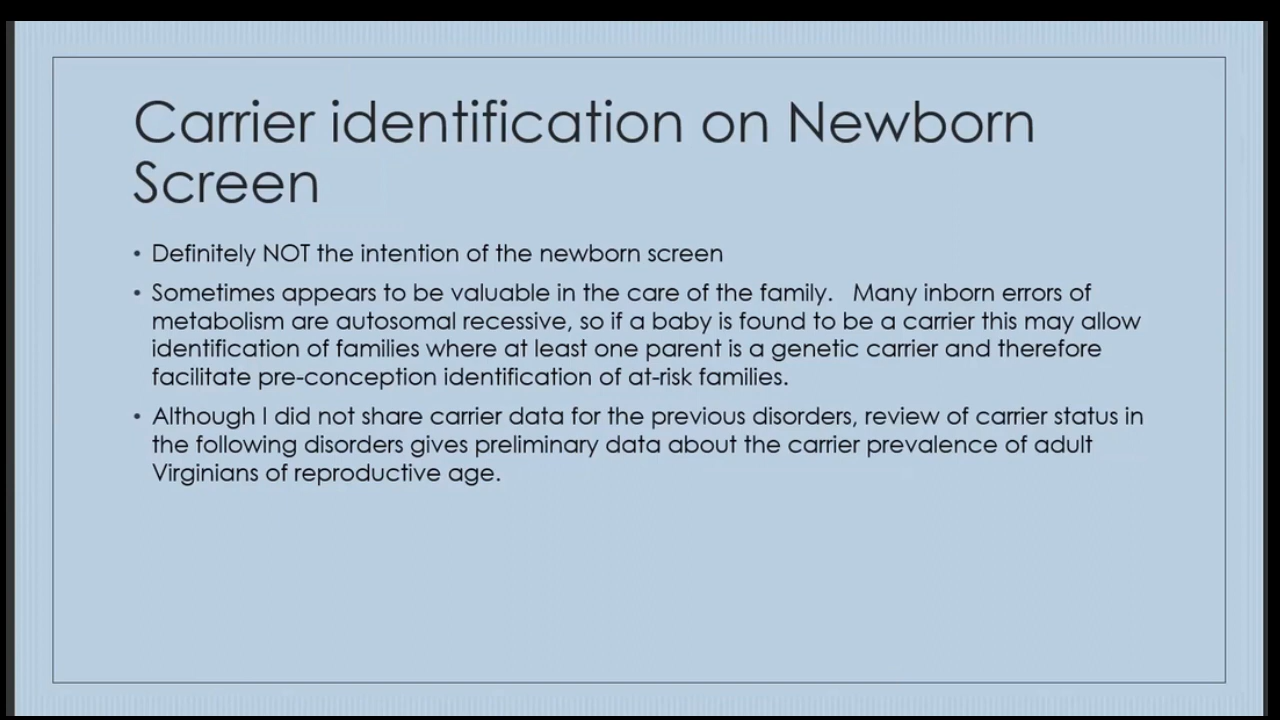 Carrier identification on Newborn
Screen
• Definitely NOT the intention of the newborn screen
• Sometimes appears to be valuable in the care of the family.   Many inborn errors of
metabolism are autosomal recessive, so if a baby is found to be a carrier this may allow
identification of families where at least one parent is a genetic carrier and therefore
facilitate pre-conception identification of at-risk families.
• Although I did not share carrier data for the previous disorders, review of carrier status in
the following disorders gives preliminary data about the carrier prevalence of adult
Virginians of reproductive age.